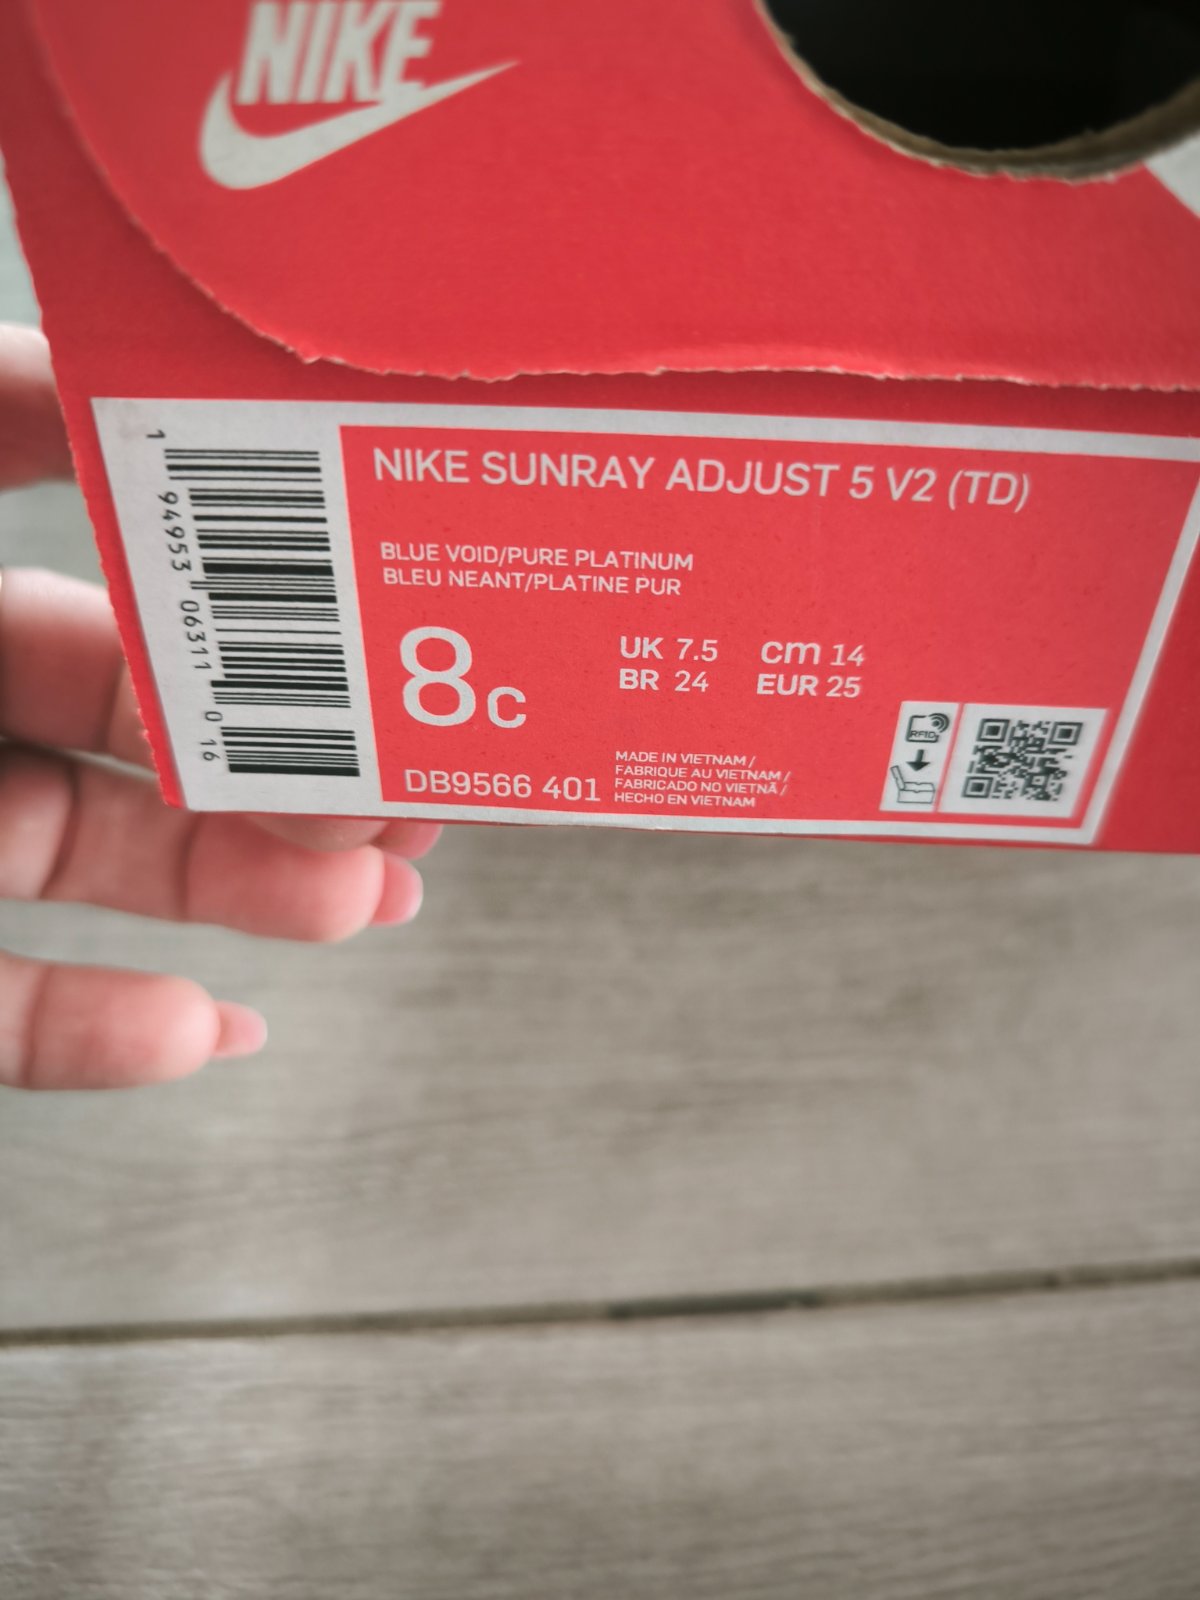 NIKE
NIKE SUNRAY ADJUST 5 V2 (TD)
BLUE VOID/PURE PLATINUM
BLEU NEANT/PLATINE PUR
8C
UK 7.5 cm 14
BR 24 EUR 25
DB9566 401
MADE IN VIETNAM /
FABRIQUE AU VIETNAM /
FABRICADO NO VIETNÃ /
HECHO EN VIETNAM
RFID
1 94953 06311 0 16